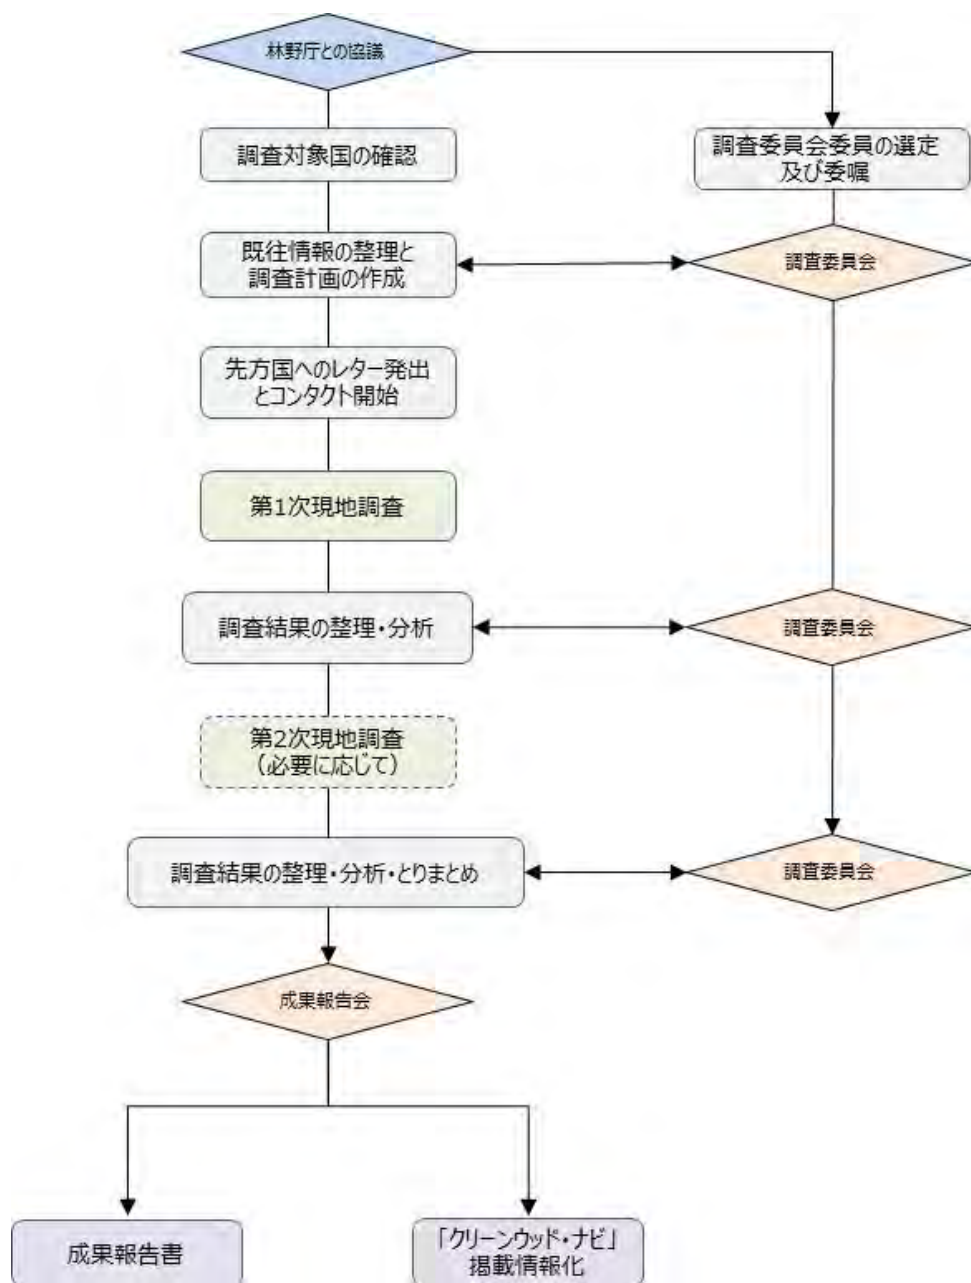 林野庁との協議
調査対象国の確認
調査委員会委員の選定
及び委嘱
既往情報の整理と
調査計画の作成
調査委員会
先方国へのレター発出
とコンタクト開始
第1次現地調査
調査結果の整理・分析
調査委員会
第2次現地調査
（必要に応じて）
調査結果の整理・分析・とりまとめ
調査委員会
成果報告会
成果報告書
「クリーンウッド・ナビ」
掲載情報化